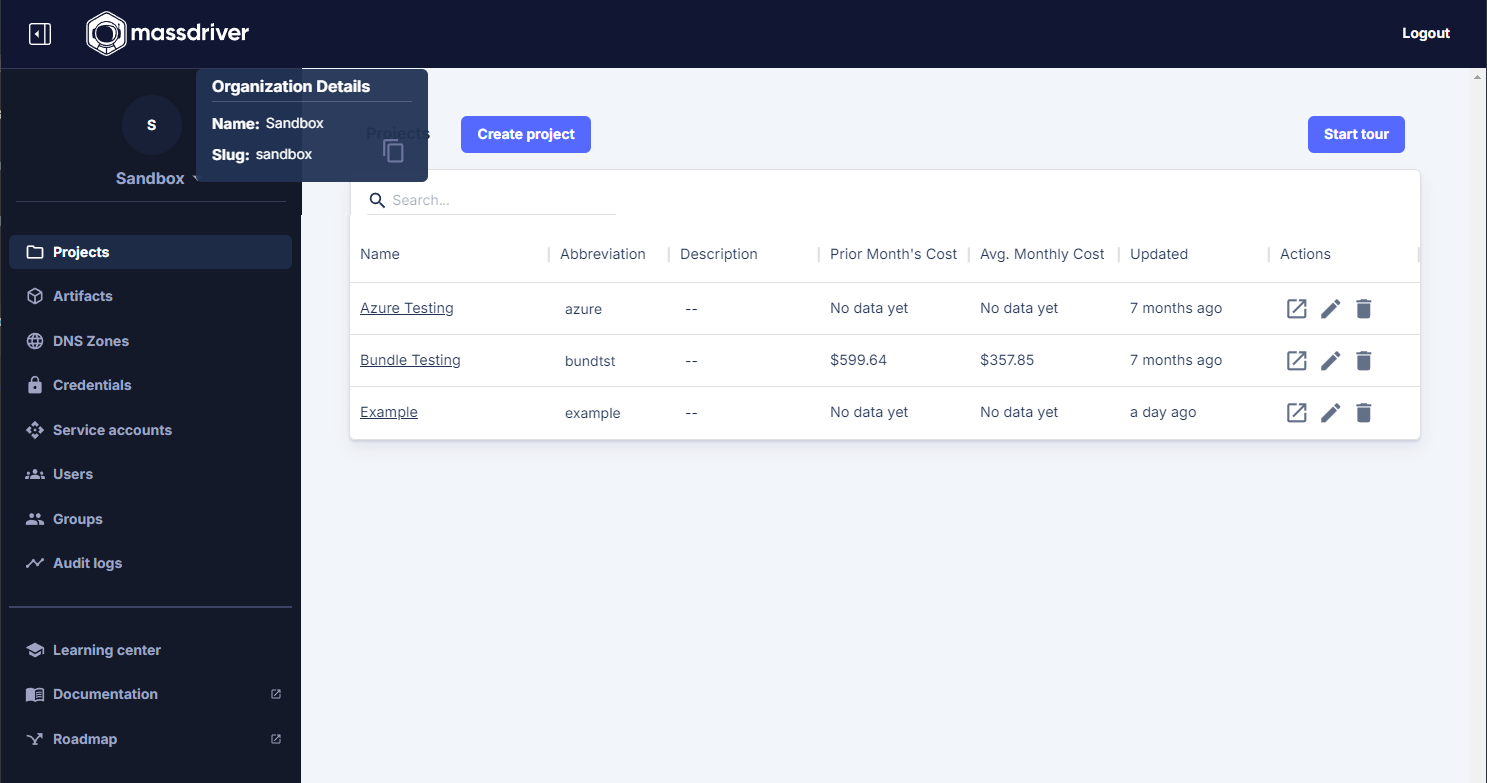 massdriver
Logout
Organization Details
Name: Sandbox
Slug: sandbox
S
Sandbox
Projects
Create project
Start tour
Search...
Projects
Artifacts
DNS Zones
Credentials
Service accounts
Users
Groups
Audit logs
Learning center
Documentation
Roadmap
Name Abbreviation Description Prior Month's Cost Avg. Monthly Cost Updated Actions
Azure Testing azure -- No data yet No data yet 7 months ago
Bundle Testing bundtst -- $599.64 $357.85 7 months ago
Example example -- No data yet No data yet a day ago